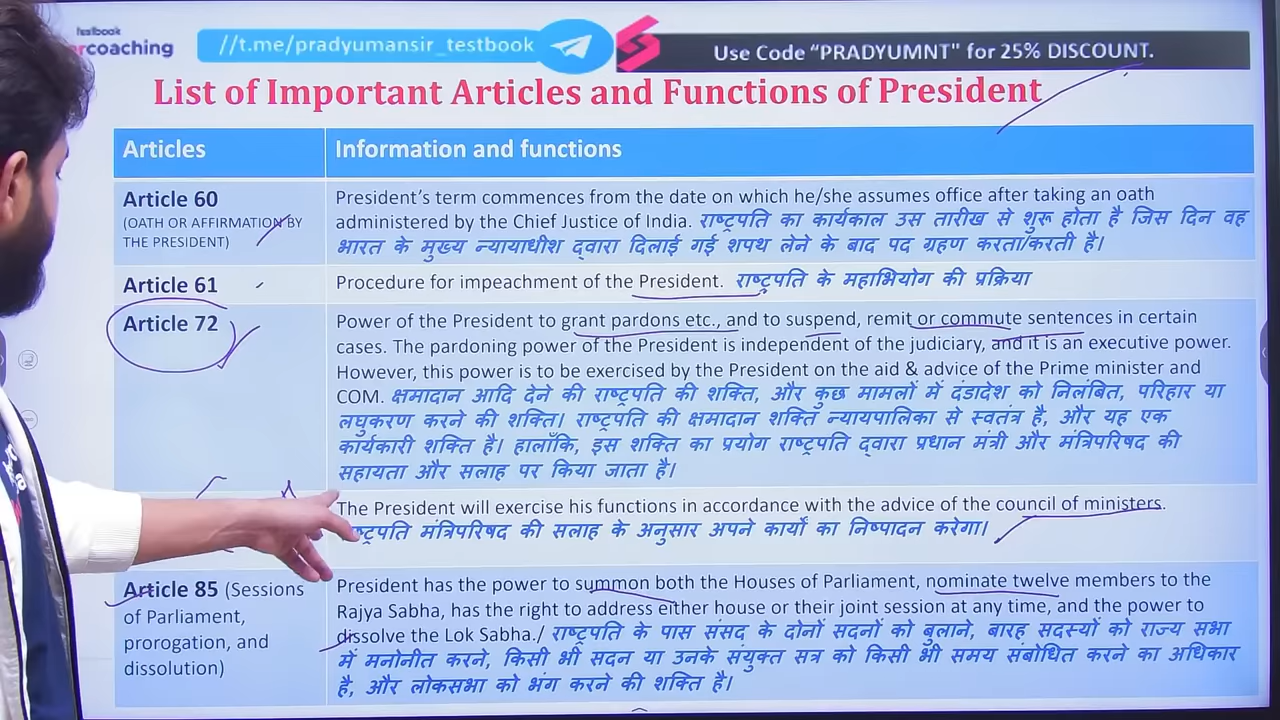 testbook
coaching
//t.me/pradyumansir_testbook
Use Code “PRADYUMNT" for 25% DISCOUNT.
List of Important Articles and Functions of President
Articles
Information and functions
Article 60
(OATH OR AFFIRMATION BY
THE PRESIDENT)
President’s term commences from the date on which he/she assumes office after taking an oath
administered by the Chief Justice of India. राष्ट्रपति का कार्यकाल उस तारीख से शुरू होता है जिस दिन वह
भारत के मुख्य न्यायाधीश द्वारा दिलाई गई शपथ लेने के बाद पद ग्रहण करता/करती है।
Article 61
Procedure for impeachment of the President. राष्ट्रपति के महाभियोग की प्रक्रिया
Article 72
Power of the President to grant pardons etc., and to suspend, remit or commute sentences in certain
cases. The pardoning power of the President is independent of the judiciary, and it is an executive power.
However, this power is to be exercised by the President on the aid & advice of the Prime minister and
COM. क्षमादान आदि देने की राष्ट्रपति की शक्ति, और कुछ मामलों में दंडादेश को निलंबित, परिहार या
लघुकरण करने की शक्ति। राष्ट्रपति की क्षमादान शक्ति न्यायपालिका से स्वतंत्र है, और यह एक
कार्यकारी शक्ति है। हालाँकि, इस शक्ति का प्रयोग राष्ट्रपति द्वारा प्रधान मंत्री और मंत्रिपरिषद की
सहायता और सलाह पर किया जाता है।
The President will exercise his functions in accordance with the advice of the council of ministers.
मंत्रिपरिषद की सलाह के अनुसार अपने कार्यों का निष्पादन करेगा।
Article 85 (Sessions
of Parliament,
prorogation, and
dissolution)
President has the power to summon both the Houses of Parliament, nominate twelve members to the
Rajya Sabha, has the right to address either house or their joint session at any time, and the power to
dissolve the Lok Sabha./ राष्ट्रपति के पास संसद के दोनों सदनों को बुलाने, बारह सदस्यों को राज्य सभा
में मनोनीत करने, किसी भी सदन या उनके संयुक्त सत्र को किसी भी समय संबोधित करने का अधिकार
है, और लोकसभा को भंग करने की शक्ति है।